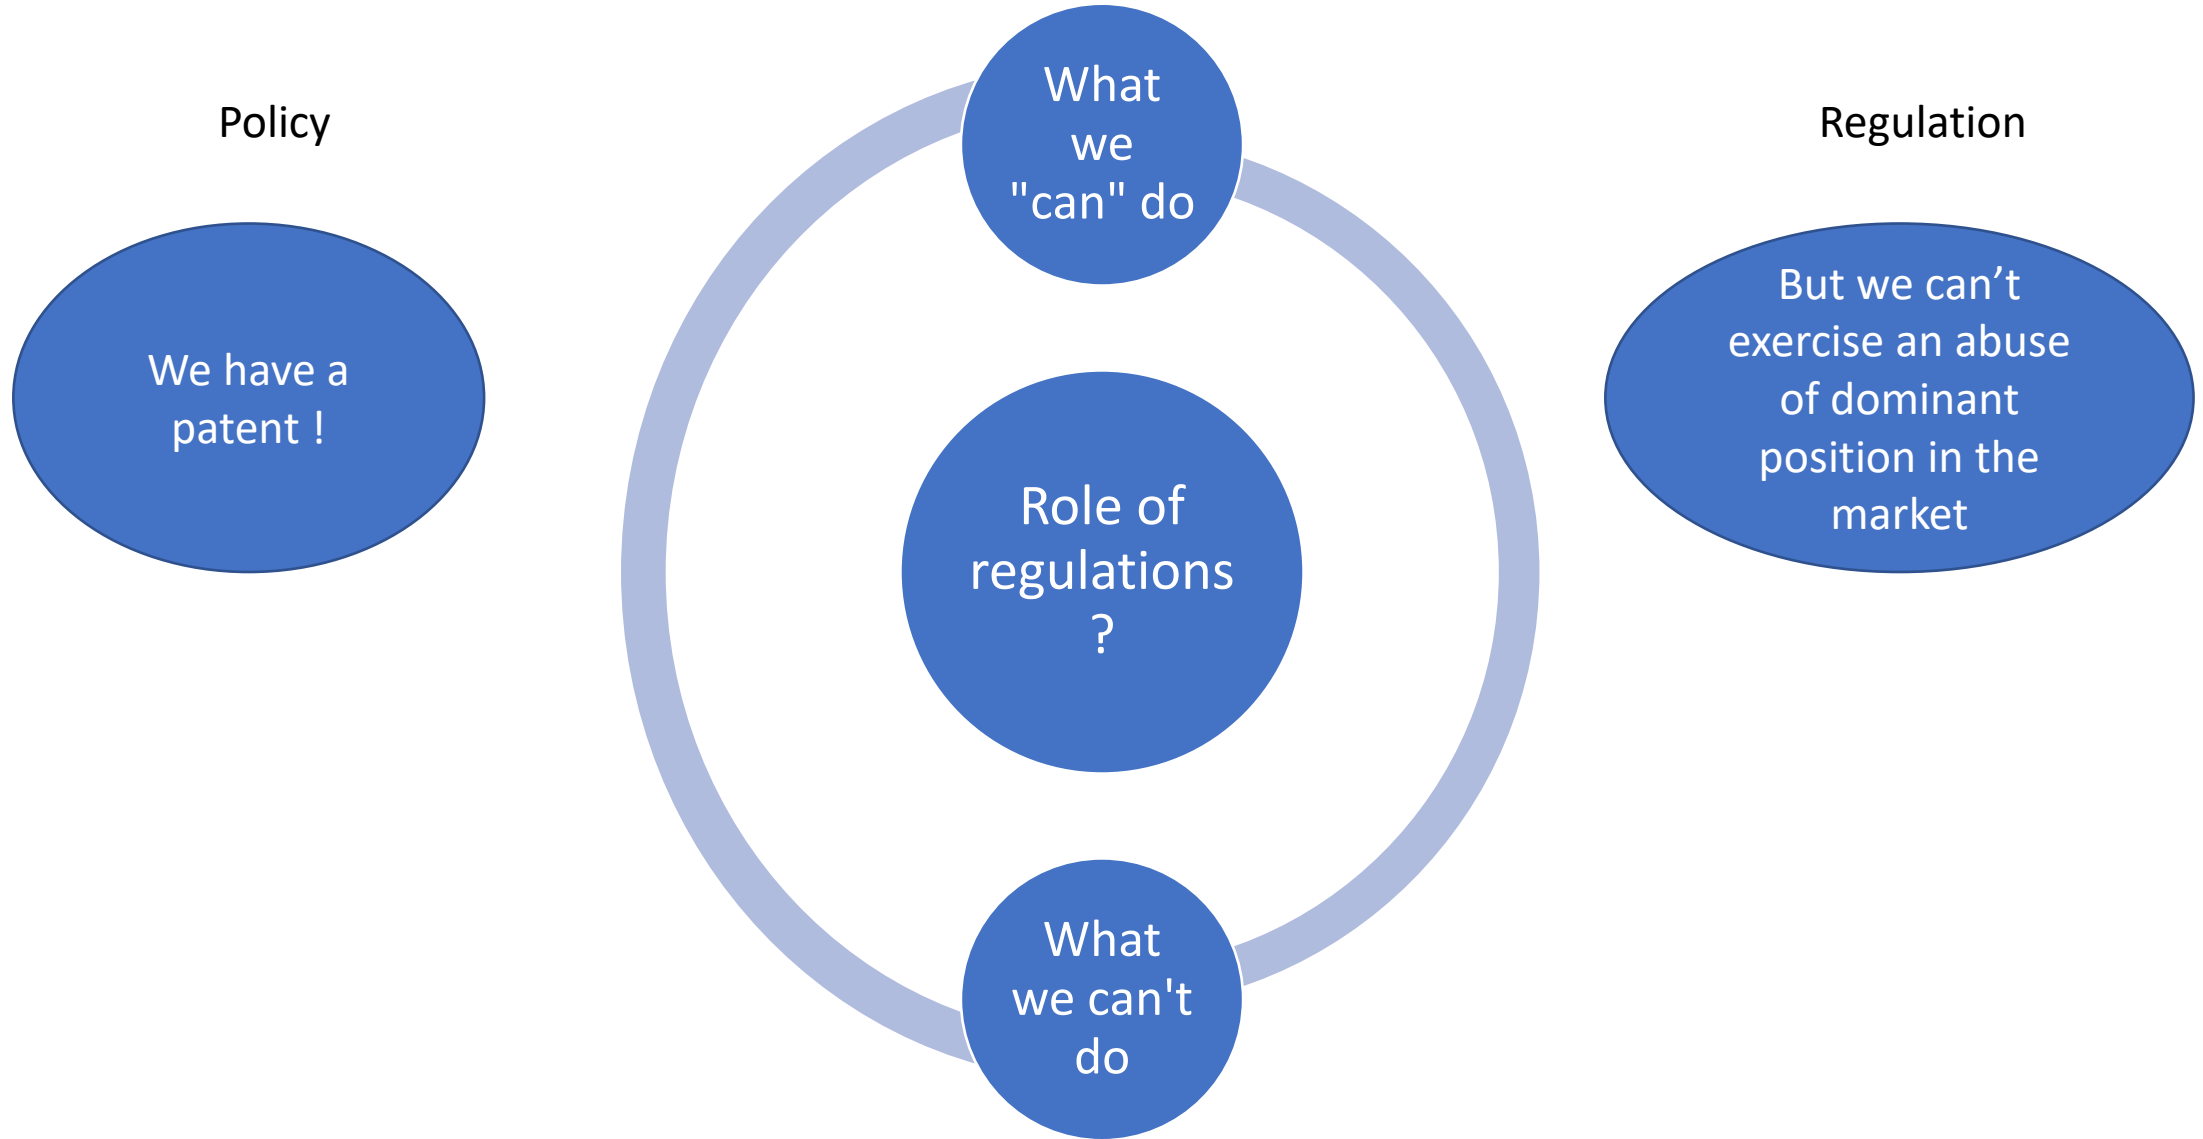 Policy
We have a
patent !
What
we
"can" do
Role of
regulations
?
What
we can't
do
Regulation
But we can’t
exercise an abuse
of dominant
position in the
market